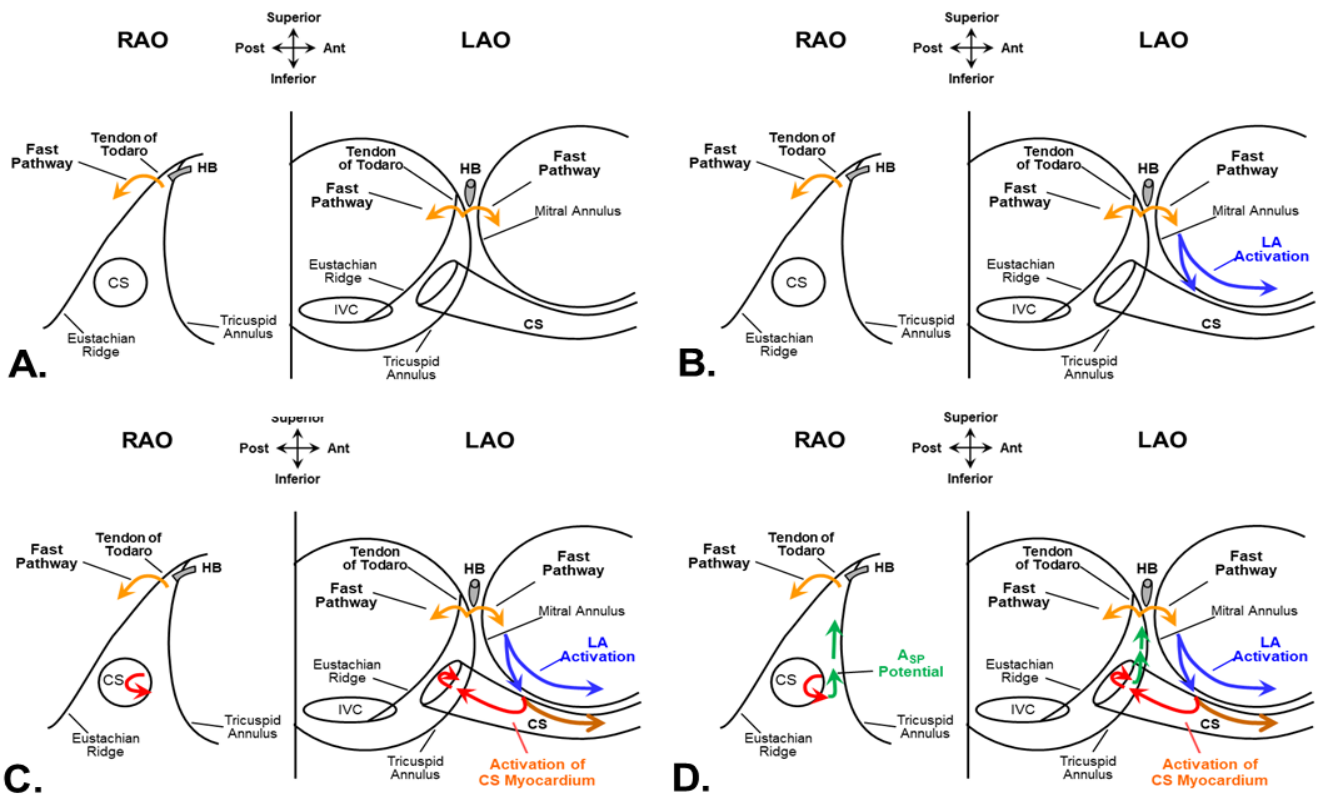 Superior
RAO
Post
Ant
LAO
Inferior
Fast
Pathway
Tendon of
Todaro
HB
CS
Eustachian
Ridge
Tricuspid
Annulus
Tendon
of Todaro
HB
Fast
Pathway
Fast
Pathway
Mitral Annulus
Eustachian
Ridge
IVC
CS
Tricuspid
Annulus
A.
Superior
RAO
Post
Ant
LAO
Inferior
Fast
Pathway
Tendon of
Todaro
HB
CS
Eustachian
Ridge
Tricuspid
Annulus
Tendon
of Todaro
HB
Fast
Pathway
Fast
Pathway
Mitral Annulus
LA
Activation
Eustachian
Ridge
IVC
CS
Tricuspid
Annulus
B.
Superior
RAO
Post
Ant
LAO
Inferior
Fast
Pathway
Tendon of
Todaro
HB
CS
Eustachian
Ridge
Tricuspid
Annulus
Tendon
of Todaro
HB
Fast
Pathway
Fast
Pathway
Mitral Annulus
LA
Activation
Eustachian
Ridge
IVC
CS
Tricuspid
Annulus
Activation of
CS Myocardium
C.
Superior
RAO
Post
Ant
LAO
Inferior
Fast
Pathway
Tendon of
Todaro
HB
CS
ASP
Potential
Eustachian
Ridge
Tricuspid
Annulus
Tendon
of Todaro
HB
Fast
Pathway
Fast
Pathway
Mitral Annulus
LA
Activation
Eustachian
Ridge
IVC
CS
Tricuspid
Annulus
Activation of
CS Myocardium
D.